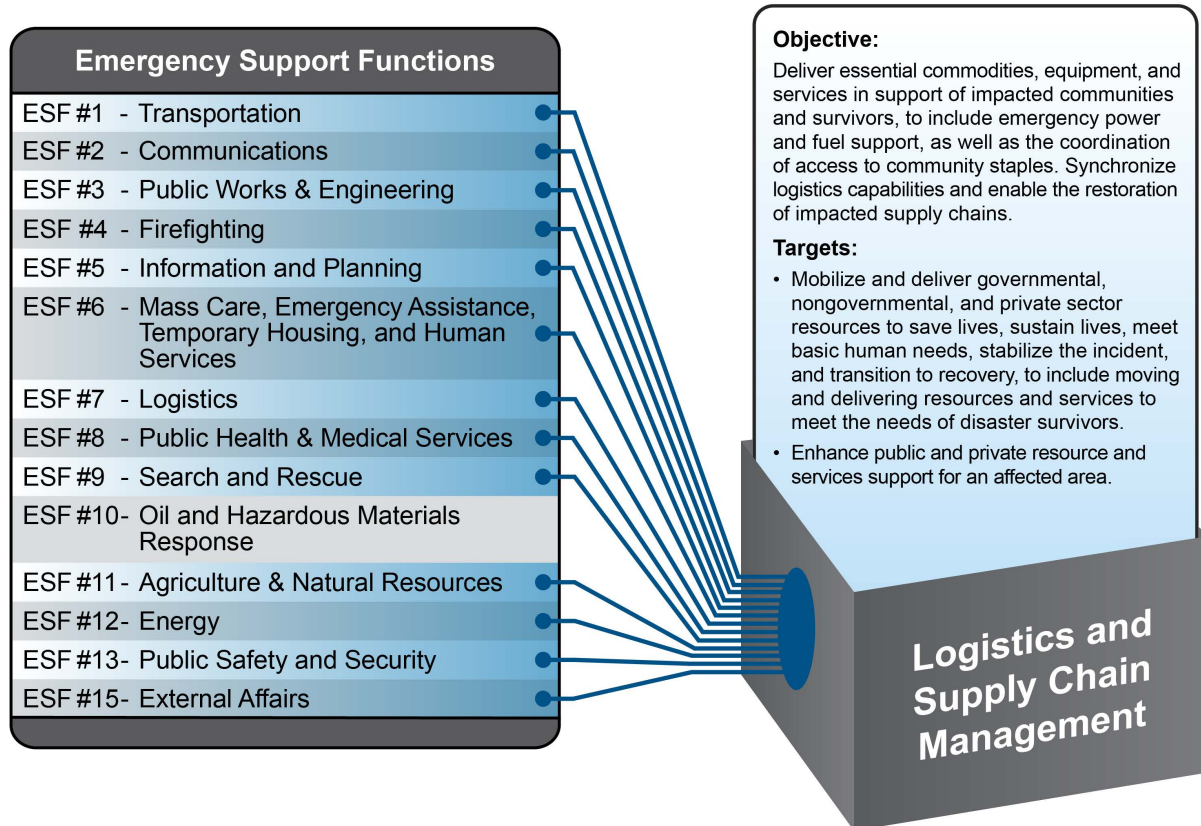 Emergency Support Functions
ESF #1 - Transportation
ESF #2 - Communications
ESF #3 - Public Works & Engineering
ESF #4 - Firefighting
ESF #5 - Information and Planning
ESF #6 - Mass Care, Emergency Assistance,
Temporary Housing, and Human
Services
ESF #7 - Logistics
ESF #8 - Public Health & Medical Services
ESF #9 - Search and Rescue
ESF #10- Oil and Hazardous Materials
Response
ESF #11- Agriculture & Natural Resources
ESF #12- Energy
ESF #13- Public Safety and Security
ESF #15- External Affairs
Objective:
Deliver essential commodities, equipment, and
services in support of impacted communities
and survivors, to include emergency power
and fuel support, as well as the coordination
of access to community staples. Synchronize
logistics capabilities and enable the restoration
of impacted supply chains.
Targets:
• Mobilize and deliver governmental,
nongovernmental, and private sector
resources to save lives, sustain lives, meet
basic human needs, stabilize the incident,
and transition to recovery, to include moving
and delivering resources and services to
meet the needs of disaster survivors.
• Enhance public and private resource and
services support for an affected area.
Logistics and
Supply Chain
Management